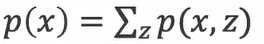 p(x) = ∑_z p(x, z)